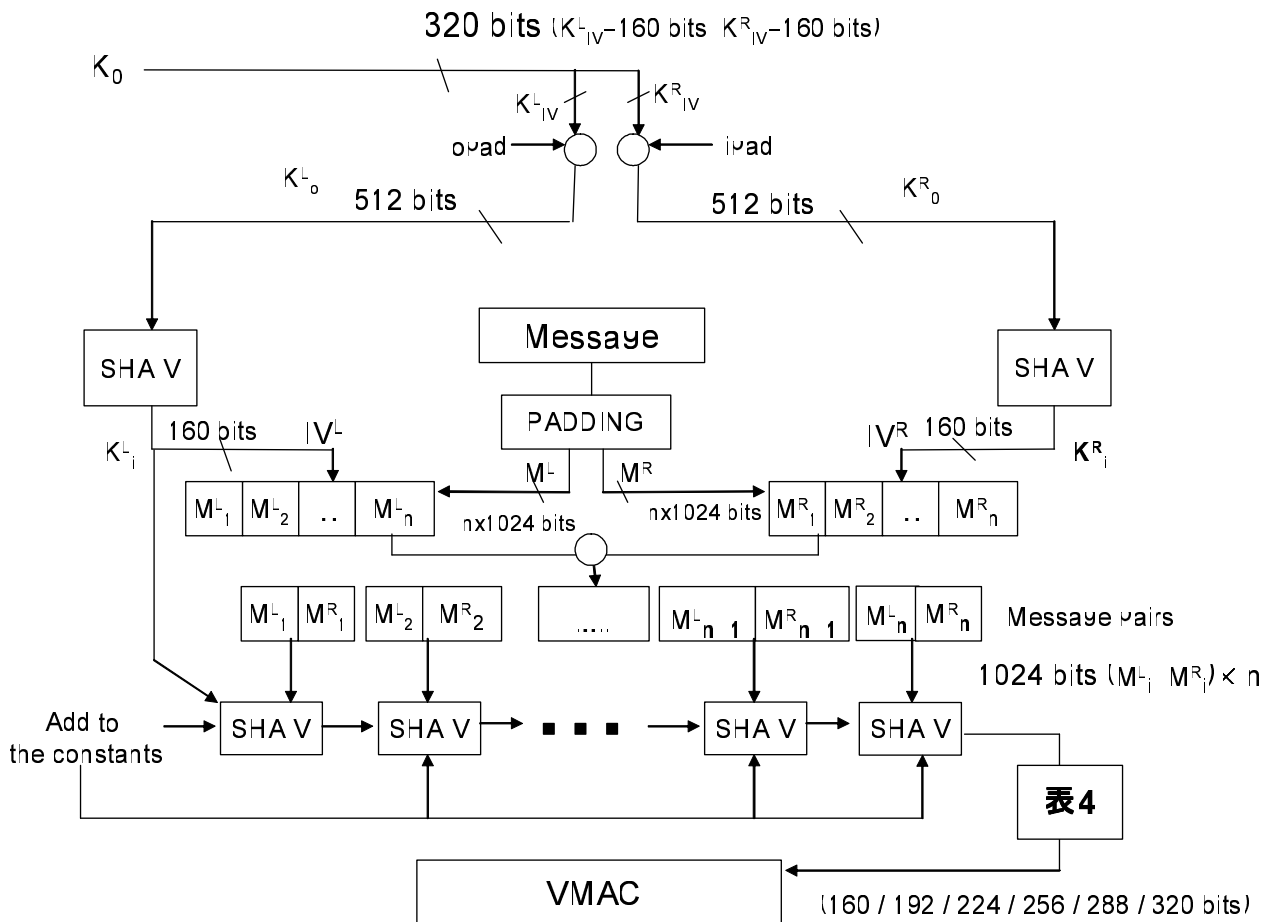 320 bits (K^L_IV–160 bits K^R_IV–160 bits)
K_0
K^L_IV
K^R_IV
oPad
iPad
K^L_o
512 bits
512 bits
K^R_0
Message
SHA V
SHA V
PADDING
160 bits
IV^L
IV^R
160 bits
K^L_i
K^R_i
M^L
M^R
M^L_1 M^L_2 .. M^L_n
nx1024 bits
nx1024 bits
M^R_1 M^R_2 .. M^R_n
M^L_1 M^R_1
M^L_2 M^R_2
......
M^L_n 1 M^R_n 1
M^L_n M^R_n
Message Pairs
1024 bits (M^L_i M^R_i) × n
Add to
the constants
SHA V
SHA V
■ ■ ■
SHA V
SHA V
表4
VMAC
(160 / 192 / 224 / 256 / 288 / 320 bits)